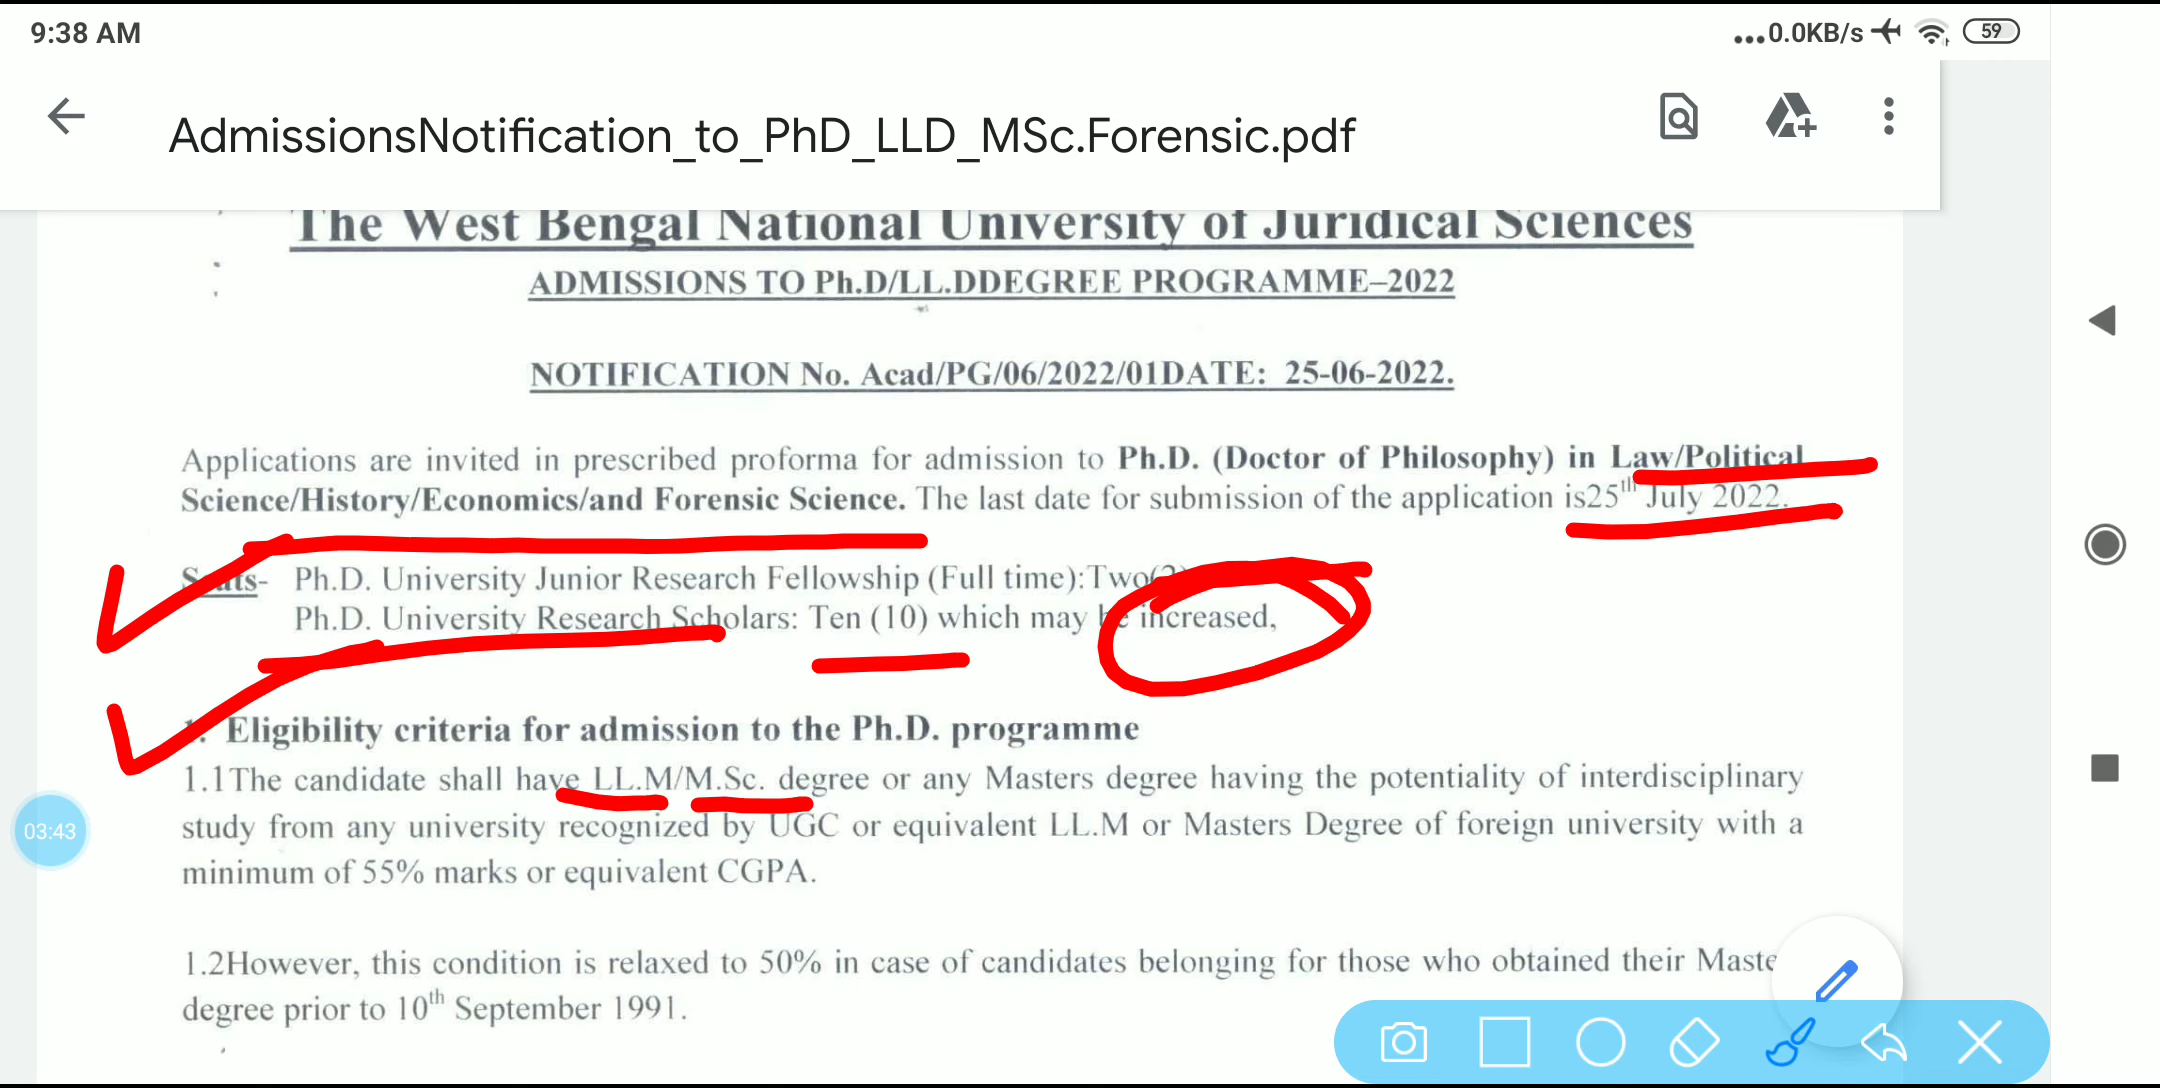 9:38 AM
...0.0KB/s
59
AdmissionsNotification_to_PhD_LLD_MSc.Forensic.pdf
The West Bengal National University of Juridical Sciences
ADMISSIONS TO Ph.D/LL.DDEGREE PROGRAMME–2022
NOTIFICATION No. Acad/PG/06/2022/01DATE: 25-06-2022.
Applications are invited in prescribed proforma for admission to Ph.D. (Doctor of Philosophy) in Law/Political
Science/History/Economics/and Forensic Science. The last date for submission of the application is25th July 2022.
Seats- Ph.D. University Junior Research Fellowship (Full time):Two
Ph.D. University Research Scholars: Ten (10) which may be increased,
Eligibility criteria for admission to the Ph.D. programme
1.1The candidate shall have LL.M/M.Sc. degree or any Masters degree having the potentiality of interdisciplinary
study from any university recognized by UGC or equivalent LL.M or Masters Degree of foreign university with a
minimum of 55% marks or equivalent CGPA.
03:43
1.2However, this condition is relaxed to 50% in case of candidates belonging for those who obtained their Maste
degree prior to 10th September 1991.